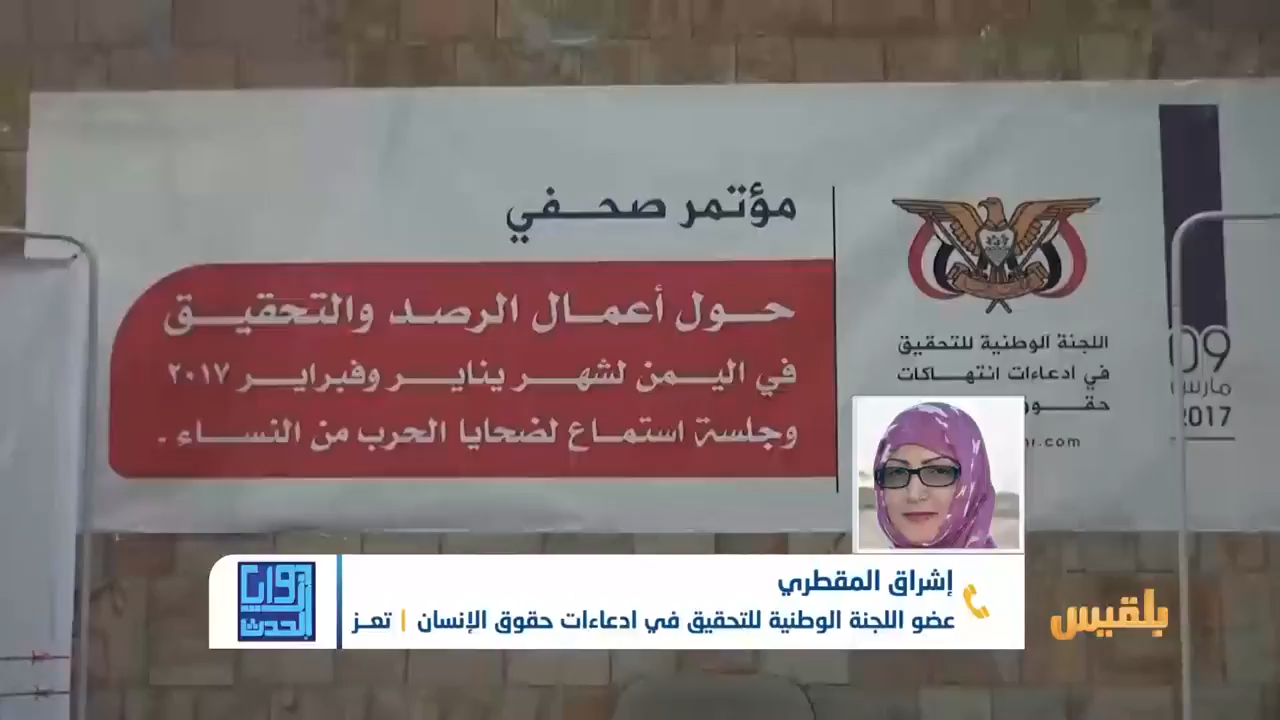 مؤتمر صحفي
حول أعمال الرصد والتحقيق
في اليمن لشهر يناير وفبراير ٢٠١٧
وجلسة استماع لضحايا الحرب من النساء .
اللجنة الوطنية للتحقيق
في ادعاءات انتهاكات
09
مارس
2017
إشراق المقطري
عضو اللجنة الوطنية للتحقيق في ادعاءات حقوق الإنسان | تعز
أبواب الحدث
بلقيس